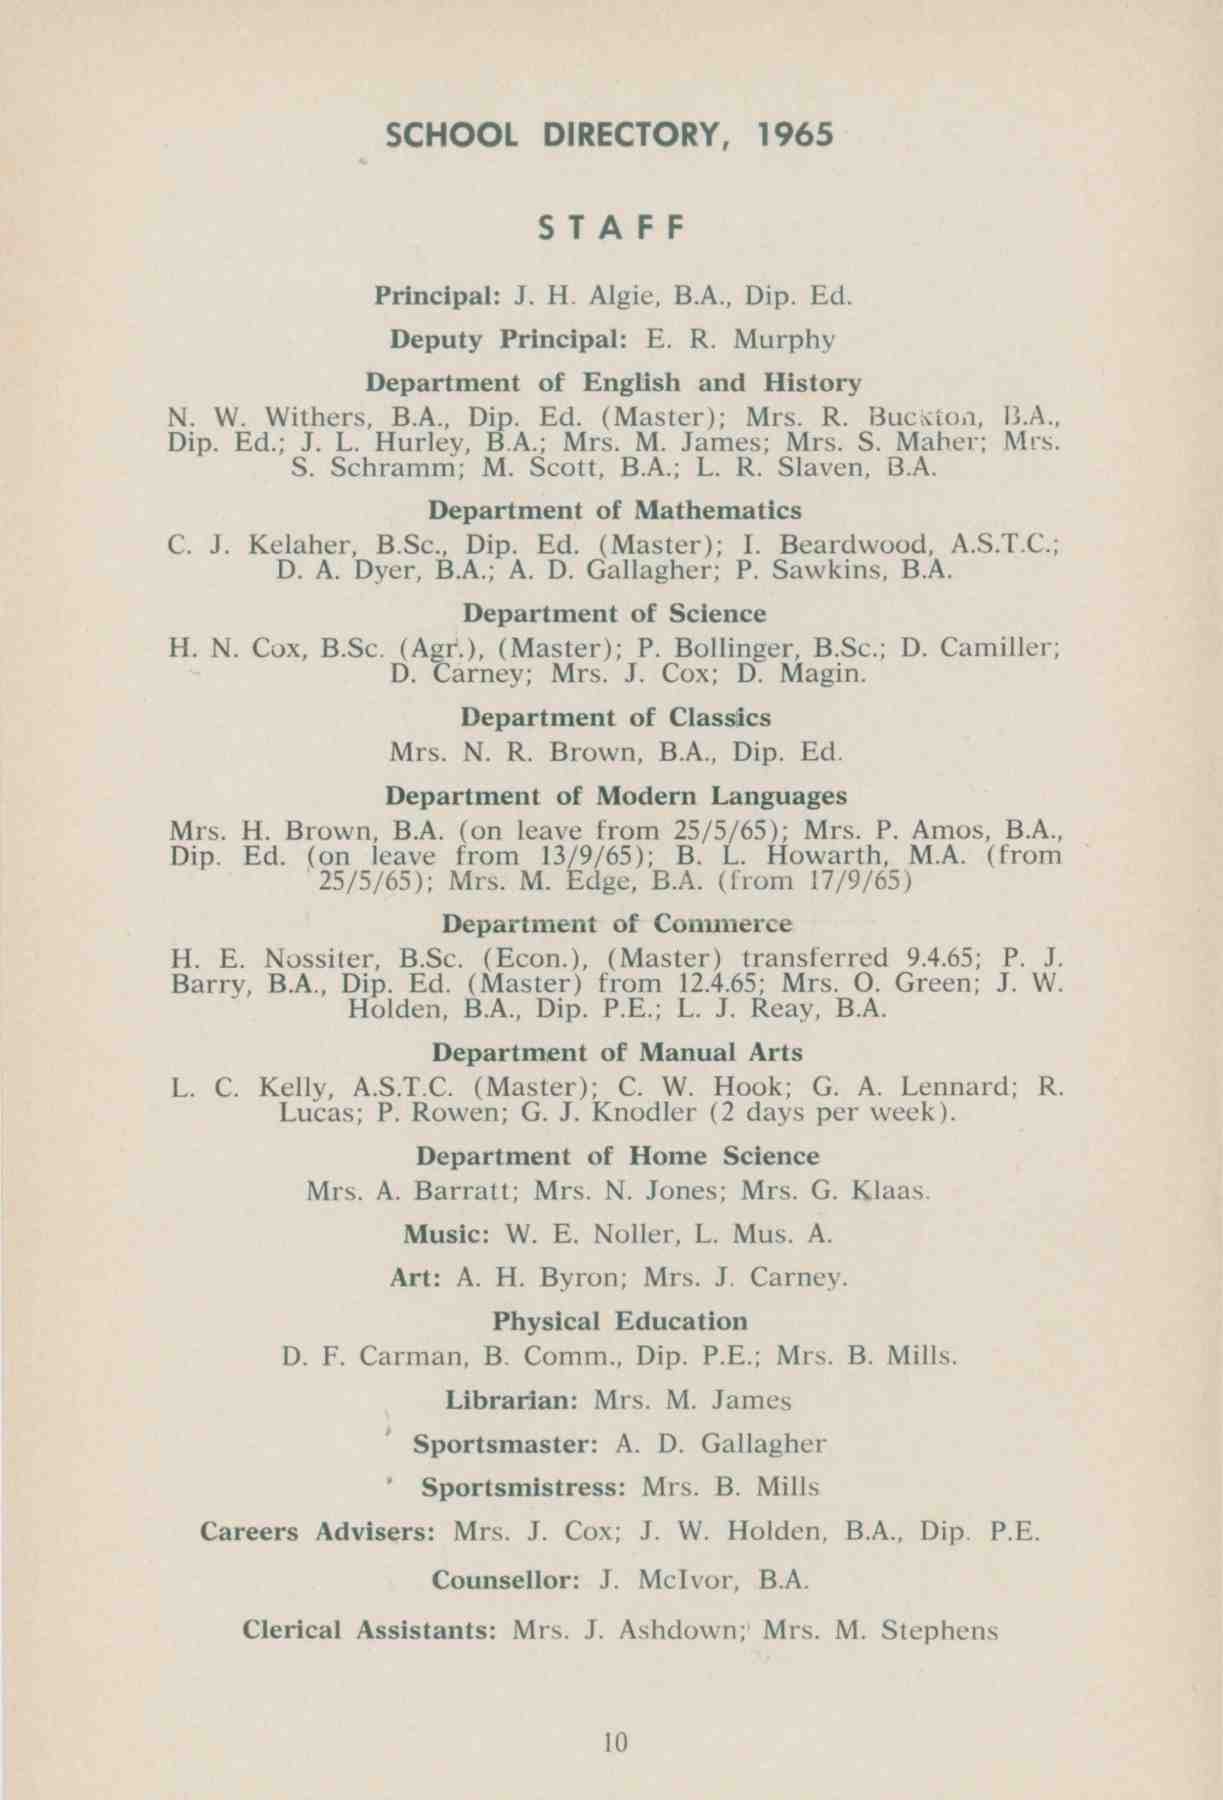 SCHOOL DIRECTORY, 1965
STAFF
Principal: J. H. Algie, B.A., Dip. Ed.
Deputy Principal: E. R. Murphy
Department of English and History
N. W. Withers, B.A., Dip. Ed. (Master); Mrs. R. Buckton, B.A.,
Dip. Ed.; J. L. Hurley, B.A.; Mrs. M. James; Mrs. S. Maher; Mrs.
S. Schramm; M. Scott, B.A.; L. R. Slaven, B.A.
Department of Mathematics
C. J. Kelaher, B.Sc., Dip. Ed. (Master); I. Beardwood, A.S.T.C.;
D. A. Dyer, B.A.; A. D. Gallagher; P. Sawkins, B.A.
Department of Science
H. N. Cox, B.Sc. (Agr.), (Master); P. Bollinger, B.Sc.; D. Camiller;
D. Carney; Mrs. J. Cox; D. Magin.
Department of Classics
Mrs. N. R. Brown, B.A., Dip. Ed.
Department of Modern Languages
Mrs. H. Brown, B.A. (on leave from 25/5/65); Mrs. P. Amos, B.A.,
Dip. Ed. (on leave from 13/9/65); B. L. Howarth, M.A. (from
25/5/65); Mrs. M. Edge, B.A. (from 17/9/65)
Department of Commerce
H. E. Nossiter, B.Sc. (Econ.), (Master) transferred 9.4.65; P. J.
Barry, B.A., Dip. Ed. (Master) from 12.4.65; Mrs. O. Green; J. W.
Holden, B.A., Dip. P.E.; L. J. Reay, B.A.
Department of Manual Arts
L. C. Kelly, A.S.T.C. (Master); C. W. Hook; G. A. Lennard; R.
Lucas; P. Rowen; G. J. Knodler (2 days per week).
Department of Home Science
Mrs. A. Barratt; Mrs. N. Jones; Mrs. G. Klaas.
Music: W. E. Noller, L. Mus. A.
Art: A. H. Byron; Mrs. J. Carney.
Physical Education
D. F. Carman, B. Comm., Dip. P.E.; Mrs. B. Mills.
Librarian: Mrs. M. James
Sportsmaster: A. D. Gallagher
Sportsmistress: Mrs. B. Mills
Careers Advisers: Mrs. J. Cox; J. W. Holden, B.A., Dip. P.E.
Counsellor: J. McIvor, B.A.
Clerical Assistants: Mrs. J. Ashdown; Mrs. M. Stephens
10